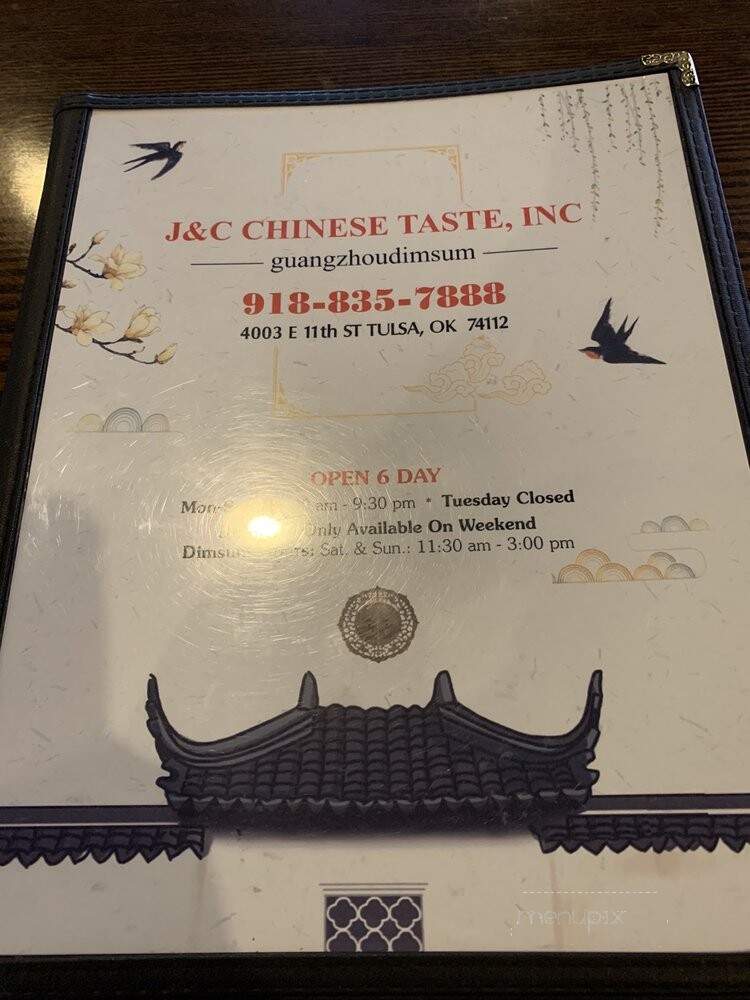 J&C CHINESE TASTE, INC
guangzhoudimsum
918-835-7888
4003 E 11th ST TULSA, OK 74112
OPEN 6 DAY
am - 9:30 pm * Tuesday Closed
Only Available On Weekend
Sat. & Sun.: 11:30 am - 3:00 pm
menupix